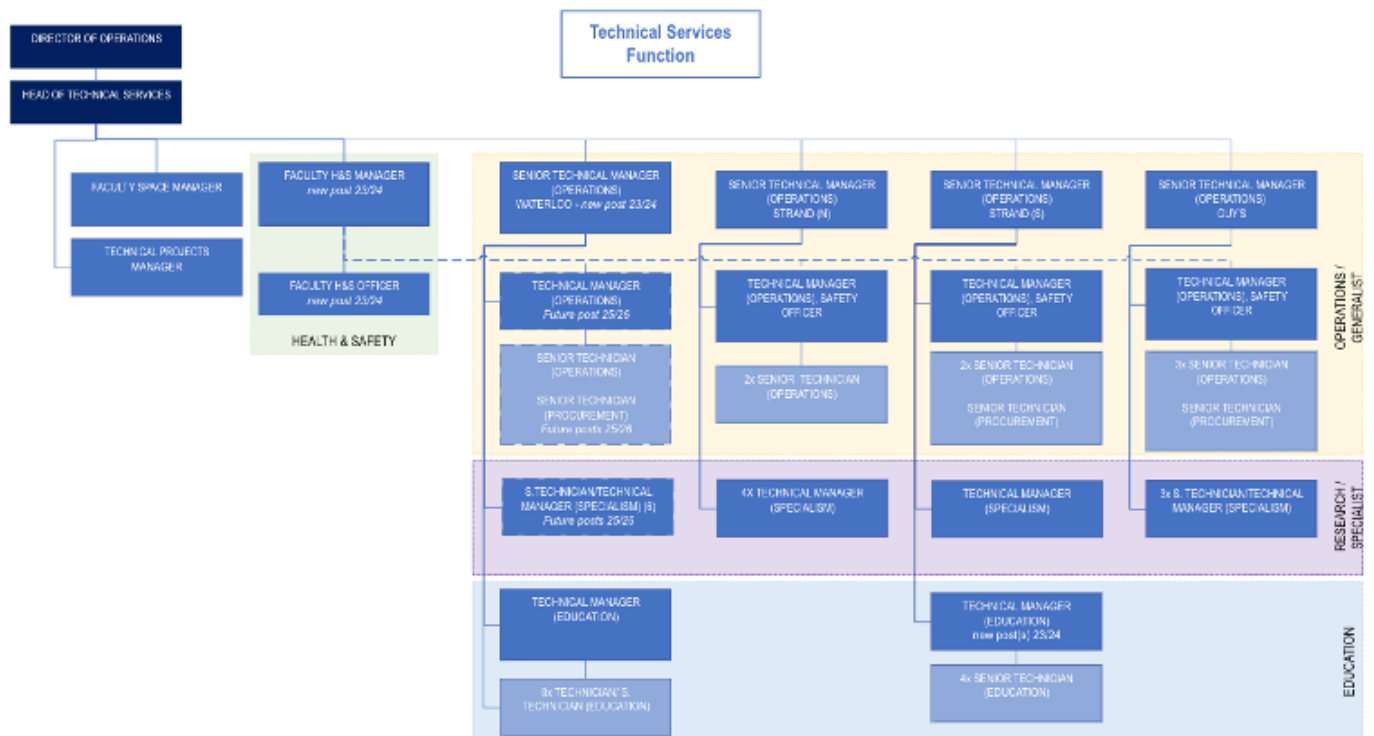 Technical Services
Function
DIRECTOR OF OPERATIONS
HEAD OF TECHNICAL SERVICES
FACULTY SPACE MANAGER
TECHNICAL PROJECTS
MANAGER
FACULTY H&S MANAGER
new post 23/24
FACULTY H&S OFFICER
new post 23/24
HEALTH & SAFETY
SENIOR TECHNICAL MANAGER
(OPERATIONS)
WATERLOO - new post 23/24
SENIOR TECHNICAL MANAGER
(OPERATIONS)
STRAND (N)
SENIOR TECHNICAL MANAGER
(OPERATIONS)
STRAND (S)
SENIOR TECHNICAL MANAGER
(OPERATIONS)
GUY'S
TECHNICAL MANAGER
(OPERATIONS)
Future post 25/26
TECHNICAL MANAGER
(OPERATIONS), SAFETY
OFFICER
TECHNICAL MANAGER
(OPERATIONS), SAFETY
OFFICER
TECHNICAL MANAGER
(OPERATIONS), SAFETY
OFFICER
SENIOR TECHNICIAN
(OPERATIONS)
SENIOR TECHNICIAN
(PROCUREMENT)
Future posts 25/26
2x SENIOR TECHNICIAN
(OPERATIONS)
2x SENIOR TECHNICIAN
(OPERATIONS)
SENIOR TECHNICIAN
(PROCUREMENT)
3x SENIOR TECHNICIAN
(OPERATIONS)
SENIOR TECHNICIAN
(PROCUREMENT)
OPERATIONS /
GENERALIST
S.TECHNICIAN/TECHNICAL
MANAGER (SPECIALISM)
Future posts 25/26
4X TECHNICAL MANAGER
(SPECIALISM)
TECHNICAL MANAGER
(SPECIALISM)
3x S. TECHNICIAN/TECHNICAL
MANAGER (SPECIALISM)
RESEARCH /
SPECIALIST
TECHNICAL MANAGER
(EDUCATION)
TECHNICAL MANAGER
(EDUCATION)
new post(s) 23/24
TECHNICIAN/ S.
TECHNICIAN (EDUCATION)
4x SENIOR TECHNICIAN
(EDUCATION)
EDUCATION